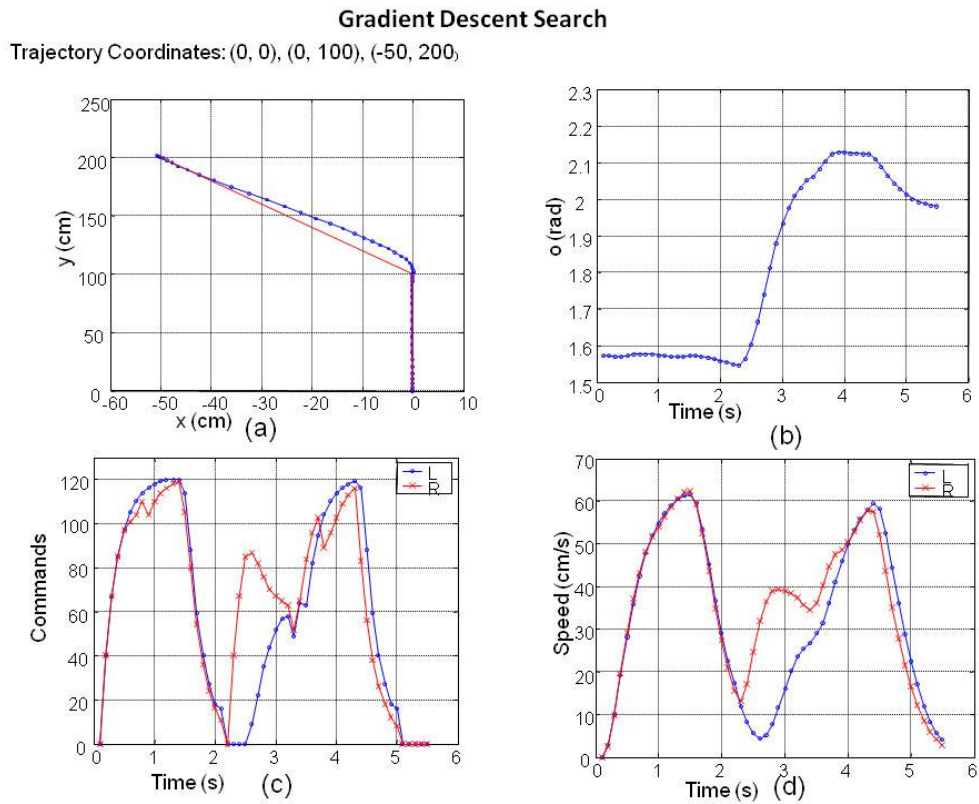 Gradient Descent Search
Trajectory Coordinates: (0, 0), (0, 100), (-50, 200)
250
200
150
100
50
0
y (cm)
-60 -50 -40 -30 -20 -10 0 10
x (cm)
(a)
2.3
2.2
2.1
2
1.9
1.8
1.7
1.6
1.5
o (rad)
0 1 2 3 4 5 6
Time (s)
(b)
120
100
80
60
40
20
0
Commands
L
R
0 1 2 3 4 5 6
Time (s)
(c)
70
60
50
40
30
20
10
0
Speed (cm/s)
L
R
0 1 2 3 4 5 6
Time (s)
(d)